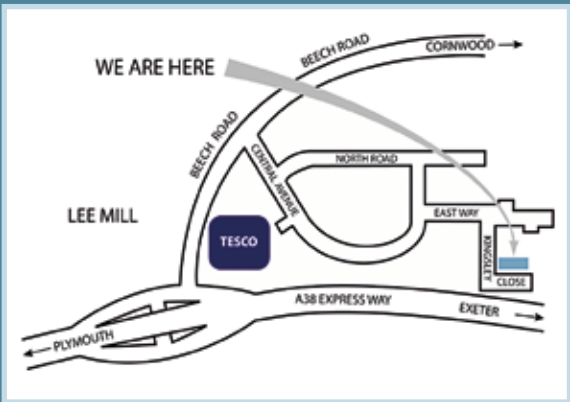 BEECH ROAD
CORNWOOD
WE ARE HERE
BEECH ROAD
CENTRAL AVENUE
NORTH ROAD
LEE MILL
EAST WAY
TESCO
KINGSLEY
CLOSE
A38 EXPRESS WAY
EXETER
PLYMOUTH